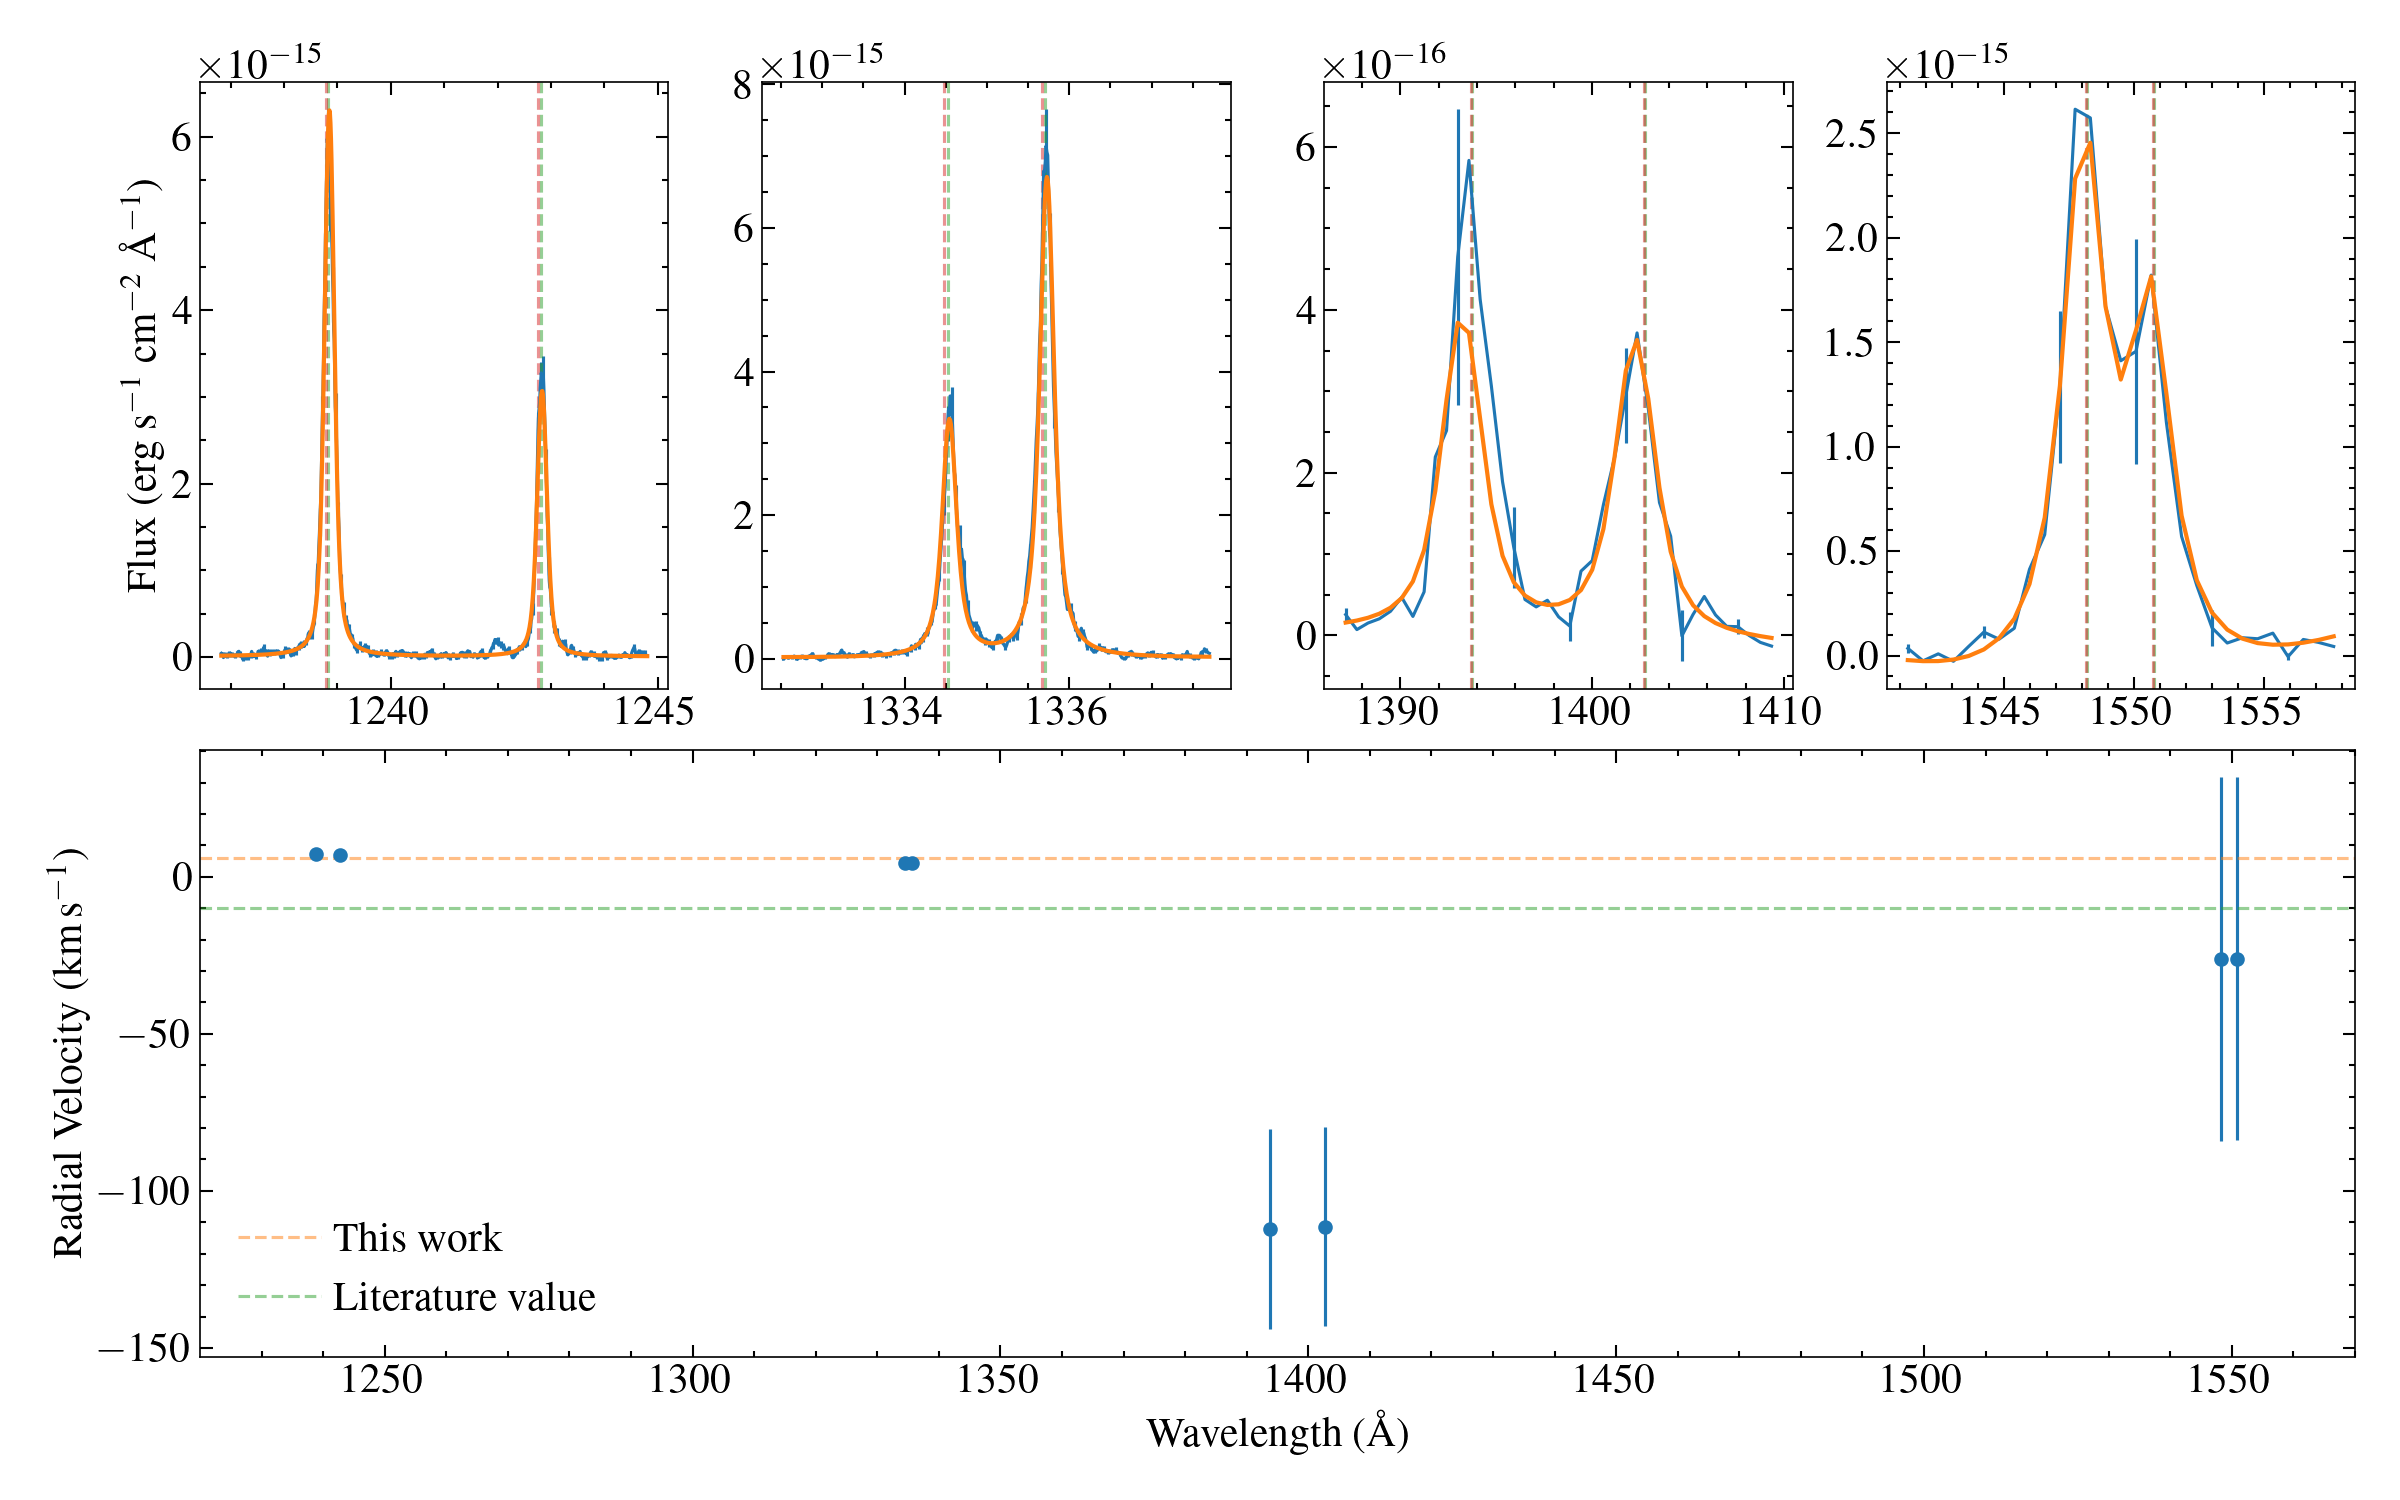 ×10⁻¹⁵ ×10⁻¹⁵ ×10⁻¹⁶ ×10⁻¹⁵
Flux (erg s⁻¹ cm⁻² Å⁻¹)
6
4
2
0
1240 1245
8
6
4
2
0
1334 1336
6
4
2
0
1390 1400 1410
2.5
2.0
1.5
1.0
0.5
0.0
1545 1550 1555
Radial Velocity (km s⁻¹)
0
−50
−100
−150
This work
Literature value
1250 1300 1350 1400 1450 1500 1550
Wavelength (Å)